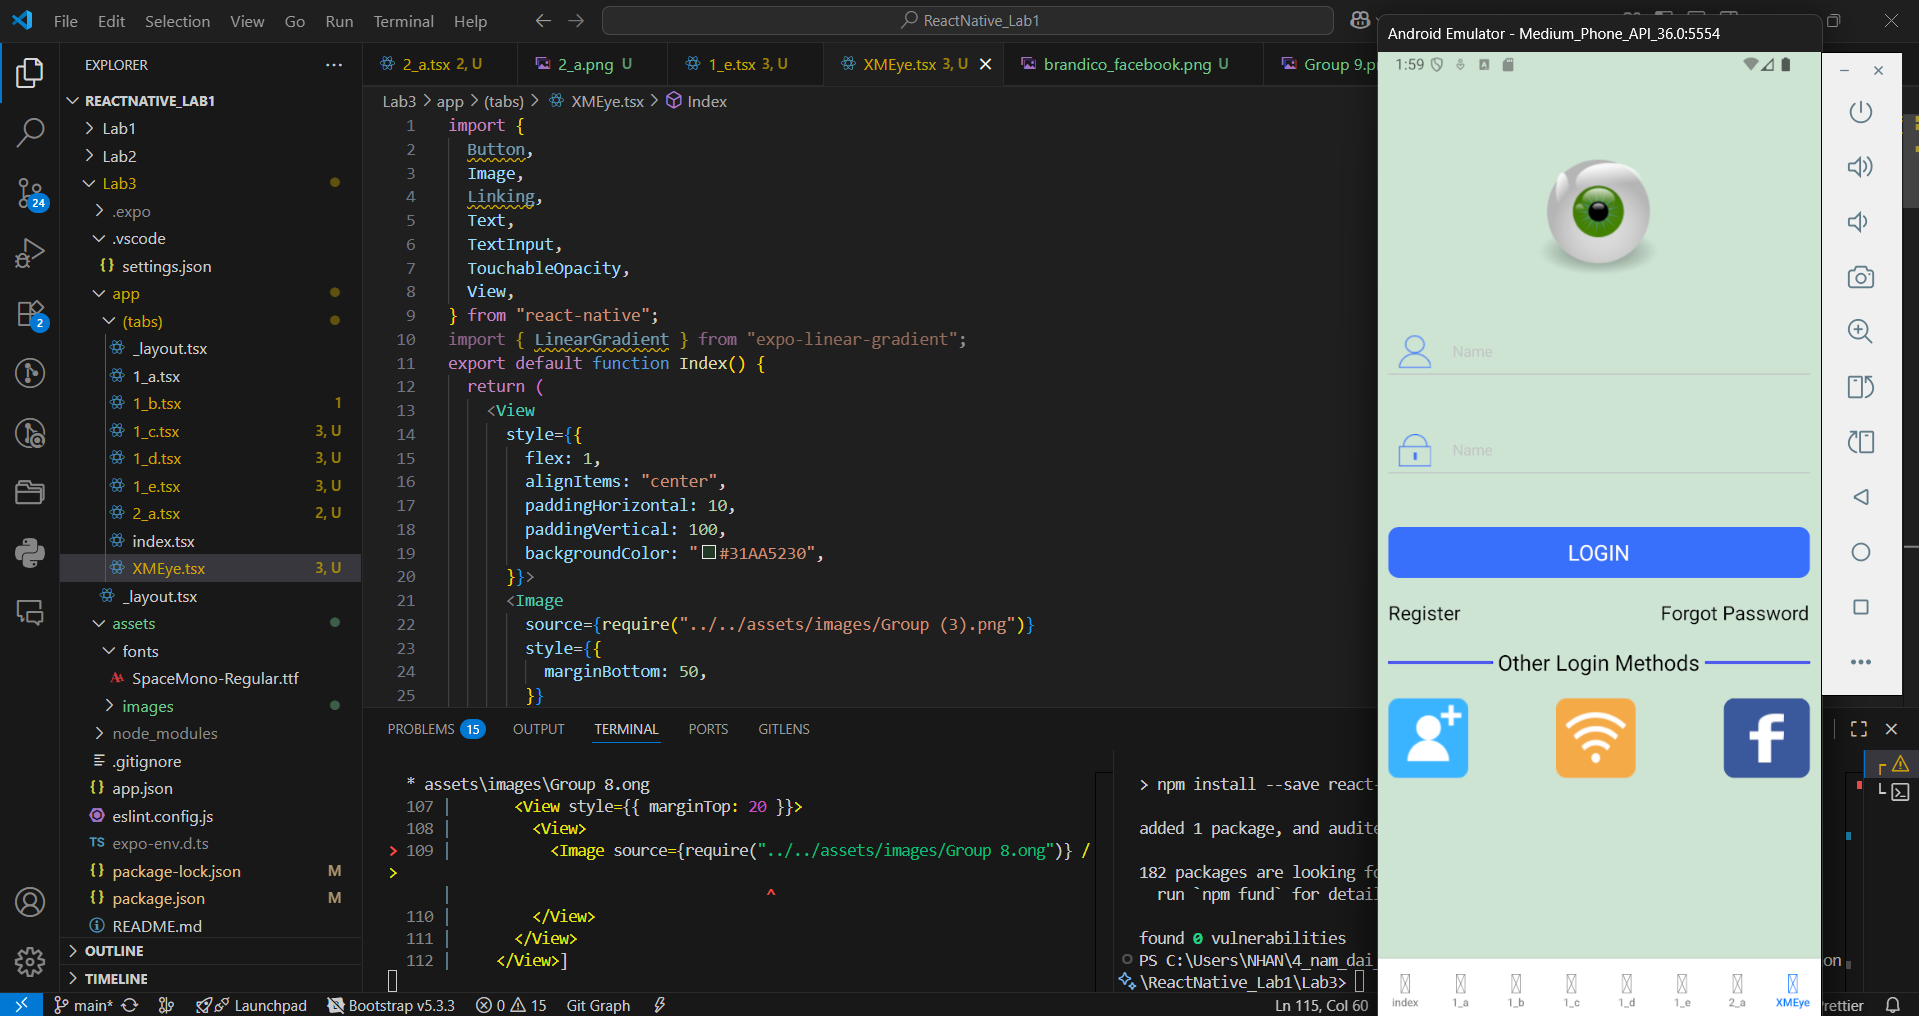 File Edit Selection View Go Run Terminal Help
ReactNative_Lab1
EXPLORER
REACTNATIVE_LAB1
Lab1
Lab2
Lab3
.expo
.vscode
settings.json
app
(tabs)
_layout.tsx
1_a.tsx
1_b.tsx 1
1_c.tsx 3, U
1_d.tsx 3, U
1_e.tsx 3, U
2_a.tsx 2, U
index.tsx
XMEye.tsx 3, U
_layout.tsx
assets
fonts
SpaceMono-Regular.ttf
images
node_modules
.gitignore
app.json
eslint.config.js
TS expo-env.d.ts
package-lock.json M
package.json M
README.md
OUTLINE
TIMELINE
24
2
2_a.tsx 2, U
2_a.png U
1_e.tsx 3, U
XMEye.tsx 3, U
brandico_facebook.png U
Group 9.p
Lab3 > app > (tabs) > XMEye.tsx > Index
1 import {
2 Button,
3 Image,
4 Linking,
5 Text,
6 TextInput,
7 TouchableOpacity,
8 View,
9 } from "react-native";
10 import { LinearGradient } from "expo-linear-gradient";
11 export default function Index() {
12 return (
13 <View
14 style={{
15 flex: 1,
16 alignItems: "center",
17 paddingHorizontal: 10,
18 paddingVertical: 100,
19 backgroundColor: "#31AA5230",
20 }}>
21 <Image
22 source={require("../../assets/images/Group (3).png")}
23 style={{
24 marginBottom: 50,
25 }}
PROBLEMS 15 OUTPUT TERMINAL PORTS GITLENS
* assets\images\Group 8.ong
107 | <View style={{ marginTop: 20 }}>
108 | <View>
> 109 | <Image source={require("../../assets/images/Group 8.ong")} /
>
| ^
110 | </View>
111 | </View>
112 | </View>]
> npm install --save react-
added 1 package, and audite
182 packages are looking fo
run `npm fund` for detail
found 0 vulnerabilities
PS C:\Users\NHAN\4_nam_dai_
\ReactNative_Lab1\Lab3>
on
main* Launchpad Bootstrap v5.3.3 0 15 Git Graph
Ln 115, Col 60
rettier
Android Emulator - Medium_Phone_API_36.0:5554
1:59
Name
Name
LOGIN
Register Forgot Password
Other Login Methods
index 1_a 1_b 1_c 1_d 1_e 2_a XMEye